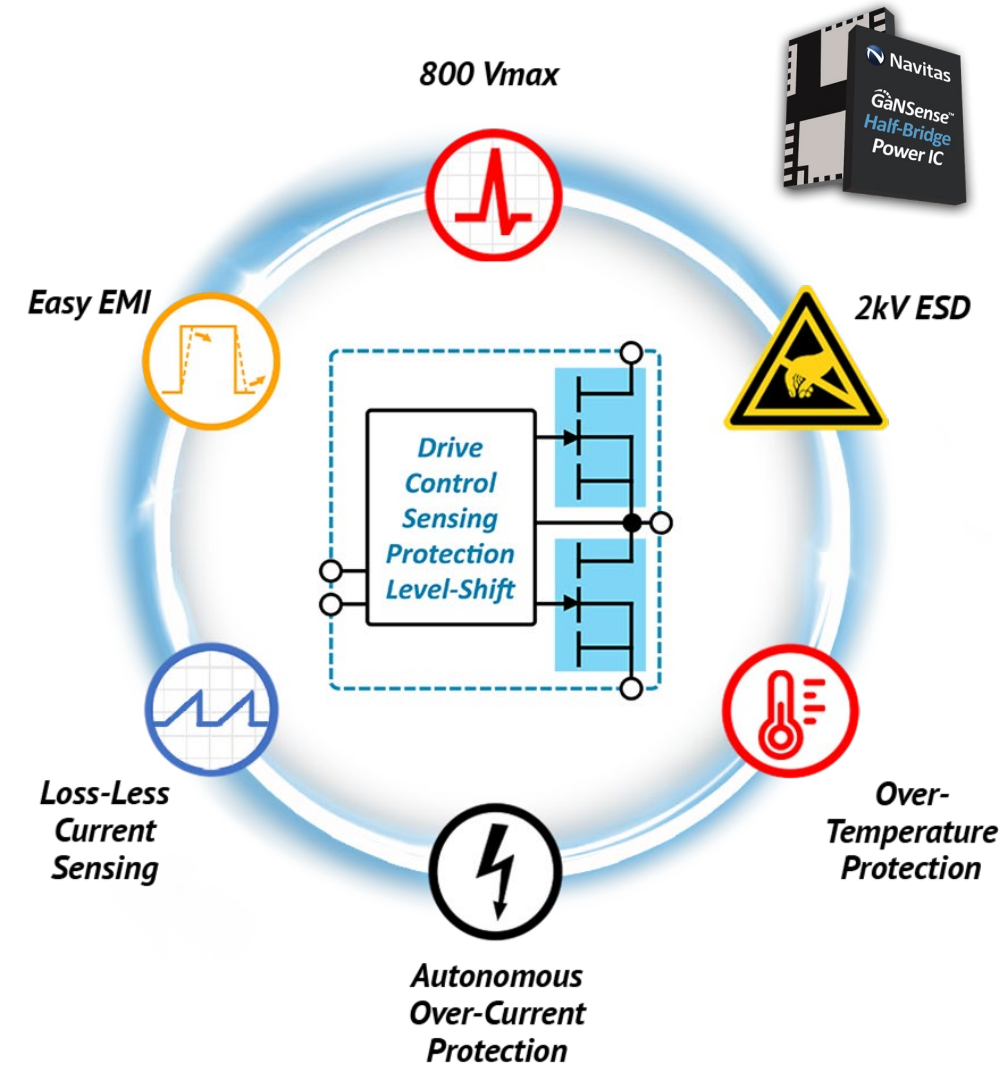 800 Vmax
Navitas
GaNSense™
Half-Bridge
Power IC
Easy EMI
2kV ESD
Drive
Control
Sensing
Protection
Level-Shift
Loss-Less
Current
Sensing
Over-
Temperature
Protection
Autonomous
Over-Current
Protection